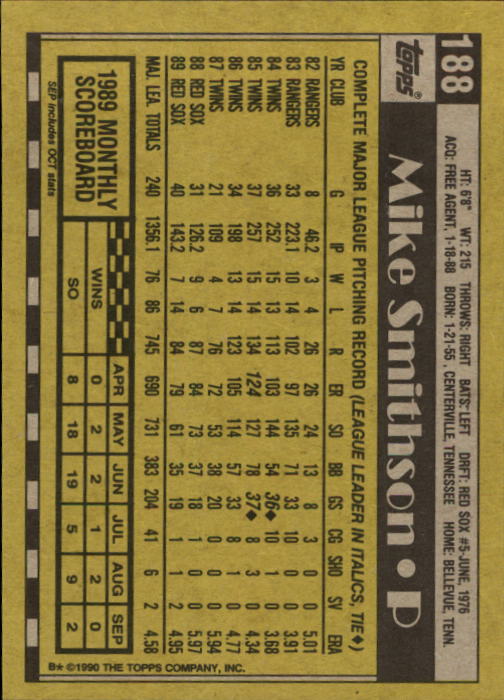 188
HT: 6'8" WT: 215 THROWS: RIGHT BATS: LEFT DRFT: RED SOX #5-JUNE, 1976
ACQ: FREE AGENT, 1-18-88 BORN: 1-21-55, CENTERVILLE, TENNESSEE HOME: BELLEVUE, TENN.
topps® Mike Smithson • P
COMPLETE MAJOR LEAGUE PITCHING RECORD (LEAGUE LEADER IN ITALICS, TIE♦)
YR CLUB G IP W L R ER SO BB GS CG SHO SV ERA
82 RANGERS 8 46.2 3 4 26 26 24 13 8 3 0 0 5.01
83 RANGERS 33 223.1 10 14 102 97 135 71 33 10 0 0 3.91
84 TWINS 36 252 15 13 113 103 144 54 36♦ 10 1 0 3.68
85 TWINS 37 257 15 14 134 124 127 78 37♦ 8 3 0 4.34
86 TWINS 34 198 13 14 123 105 114 57 33 8 1 0 4.77
87 TWINS 21 109 4 7 76 72 53 38 20 0 0 0 5.94
88 RED SOX 31 126.2 9 6 87 84 73 37 18 1 0 0 5.97
89 RED SOX 40 143.2 7 14 84 79 61 35 19 1 1 2 4.95
MAJ. LEA. TOTALS 240 1356.1 76 86 745 690 731 383 204 41 6 2 4.58
1989 MONTHLY
SCOREBOARD
SEP includes OCT stats
APR MAY JUN JUL AUG SEP
WINS 0 2 2 1 2 0
SO 8 18 19 5 9 2
B* ©1990 THE TOPPS COMPANY, INC.